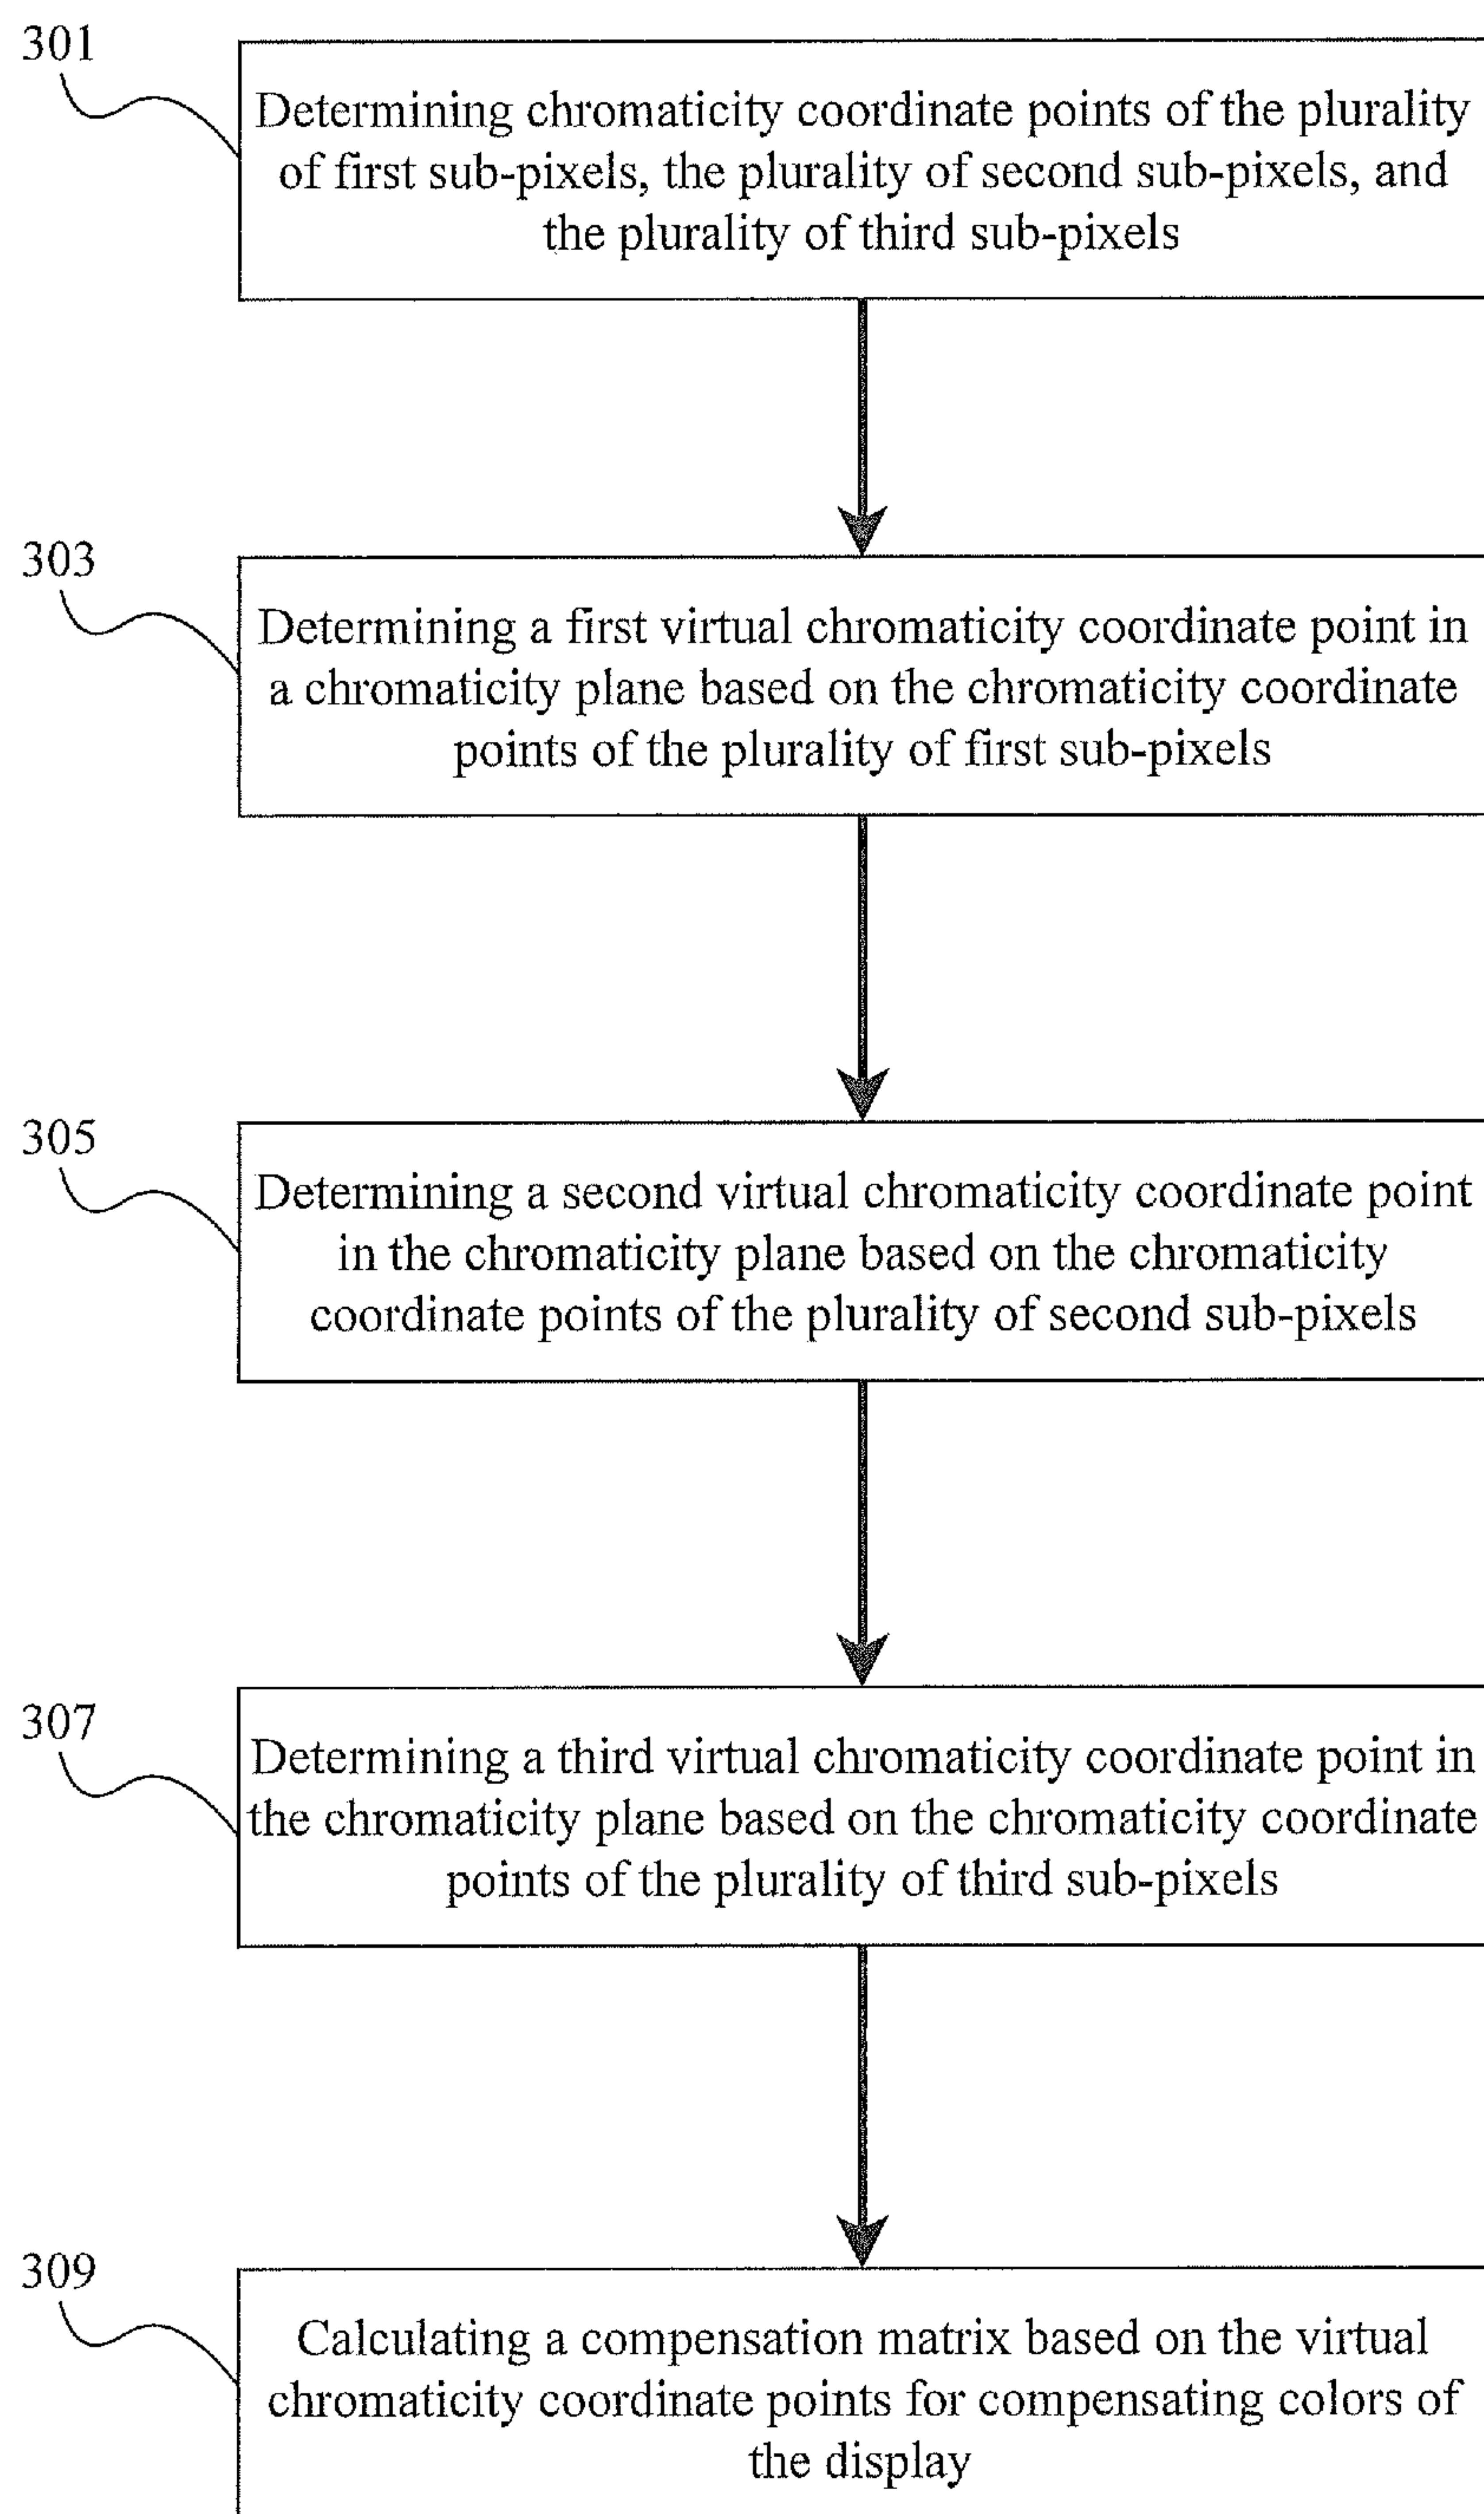 301
Determining chromaticity coordinate points of the plurality
of first sub-pixels, the plurality of second sub-pixels, and
the plurality of third sub-pixels
303
Determining a first virtual chromaticity coordinate point in
a chromaticity plane based on the chromaticity coordinate
points of the plurality of first sub-pixels
305
Determining a second virtual chromaticity coordinate point
in the chromaticity plane based on the chromaticity
coordinate points of the plurality of second sub-pixels
307
Determining a third virtual chromaticity coordinate point in
the chromaticity plane based on the chromaticity coordinate
points of the plurality of third sub-pixels
309
Calculating a compensation matrix based on the virtual
chromaticity coordinate points for compensating colors of
the display